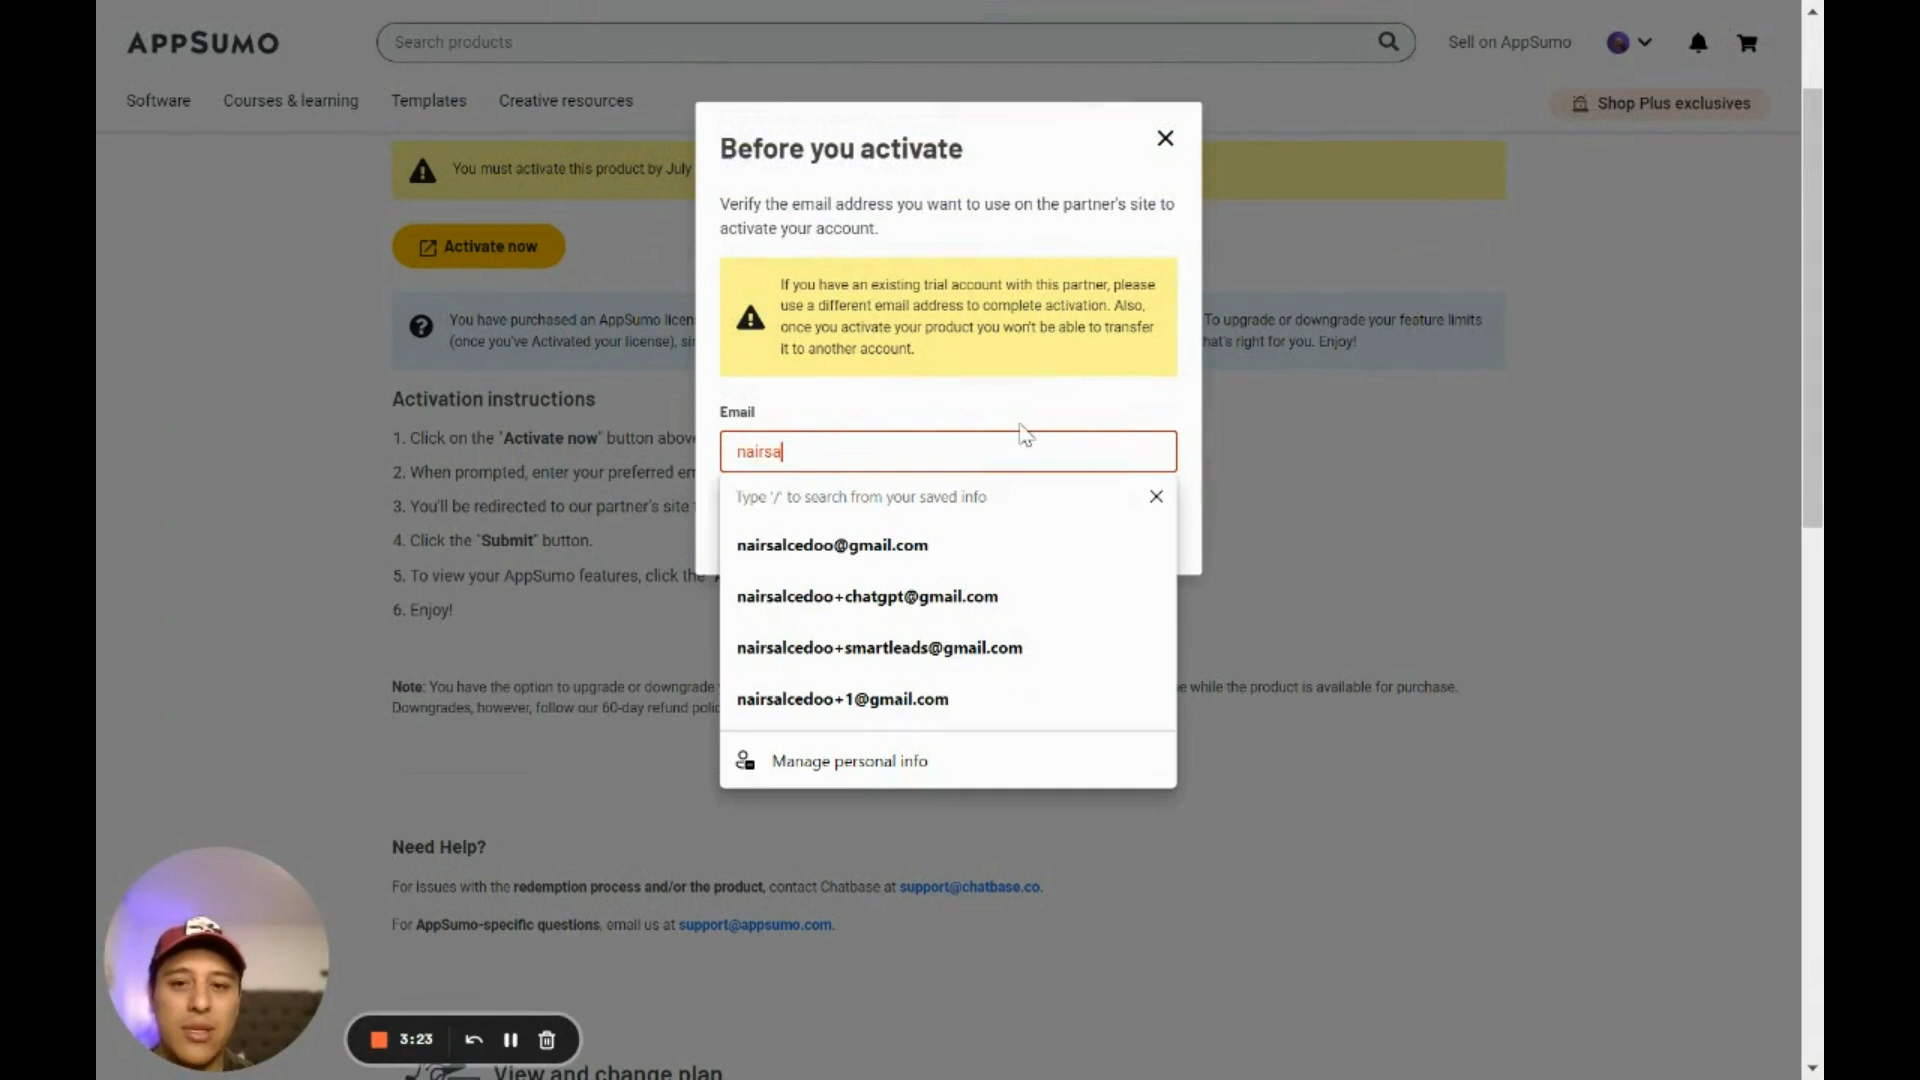 APPSUMO
Search products
Sell on AppSumo
Software
Courses & learning
Templates
Creative resources
Shop Plus exclusives
You must activate this product by July
Activate now
You have purchased an AppSumo licen
To upgrade or downgrade your feature limits
(once you've Activated your license), si
hat's right for you. Enjoy!
Activation instructions
1. Click on the "Activate now" button abov
2. When prompted, enter your preferred em
3. You'll be redirected to our partner's site
4. Click the "Submit" button.
5. To view your AppSumo features, click the
6. Enjoy!
Note: You have the option to upgrade or downgrade
e while the product is available for purchase.
Downgrades, however, follow our 60-day refund poli
Before you activate
Verify the email address you want to use on the partner's site to
activate your account.
If you have an existing trial account with this partner, please
use a different email address to complete activation. Also,
once you activate your product you won't be able to transfer
it to another account.
Email
nairsa
Type '/' to search from your saved info
nairsalcedoo@gmail.com
nairsalcedoo+chatgpt@gmail.com
nairsalcedoo+smartleads@gmail.com
nairsalcedoo+1@gmail.com
Manage personal info
Need Help?
For issues with the redemption process and/or the product, contact Chatbase at support@chatbase.co.
For AppSumo-specific questions, email us at support@appsumo.com.
3:23
View and change plan